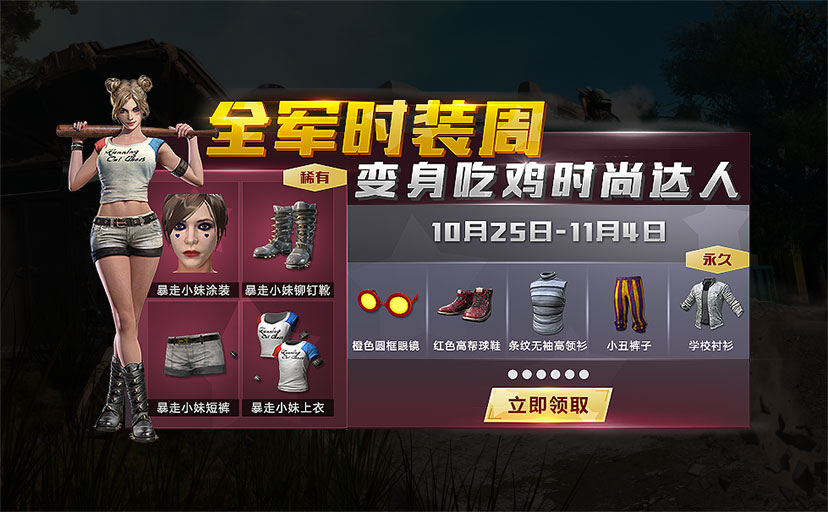 全军时装周
变身吃鸡时尚达人
10月25日-11月4日
稀有
永久
Running
Out Ghost
暴走小妹涂装
暴走小妹铆钉靴
暴走小妹短裤
暴走小妹上衣
橙色圆框眼镜
红色高帮球鞋
条纹无袖高领衫
小丑裤子
学校衬衫
立即领取